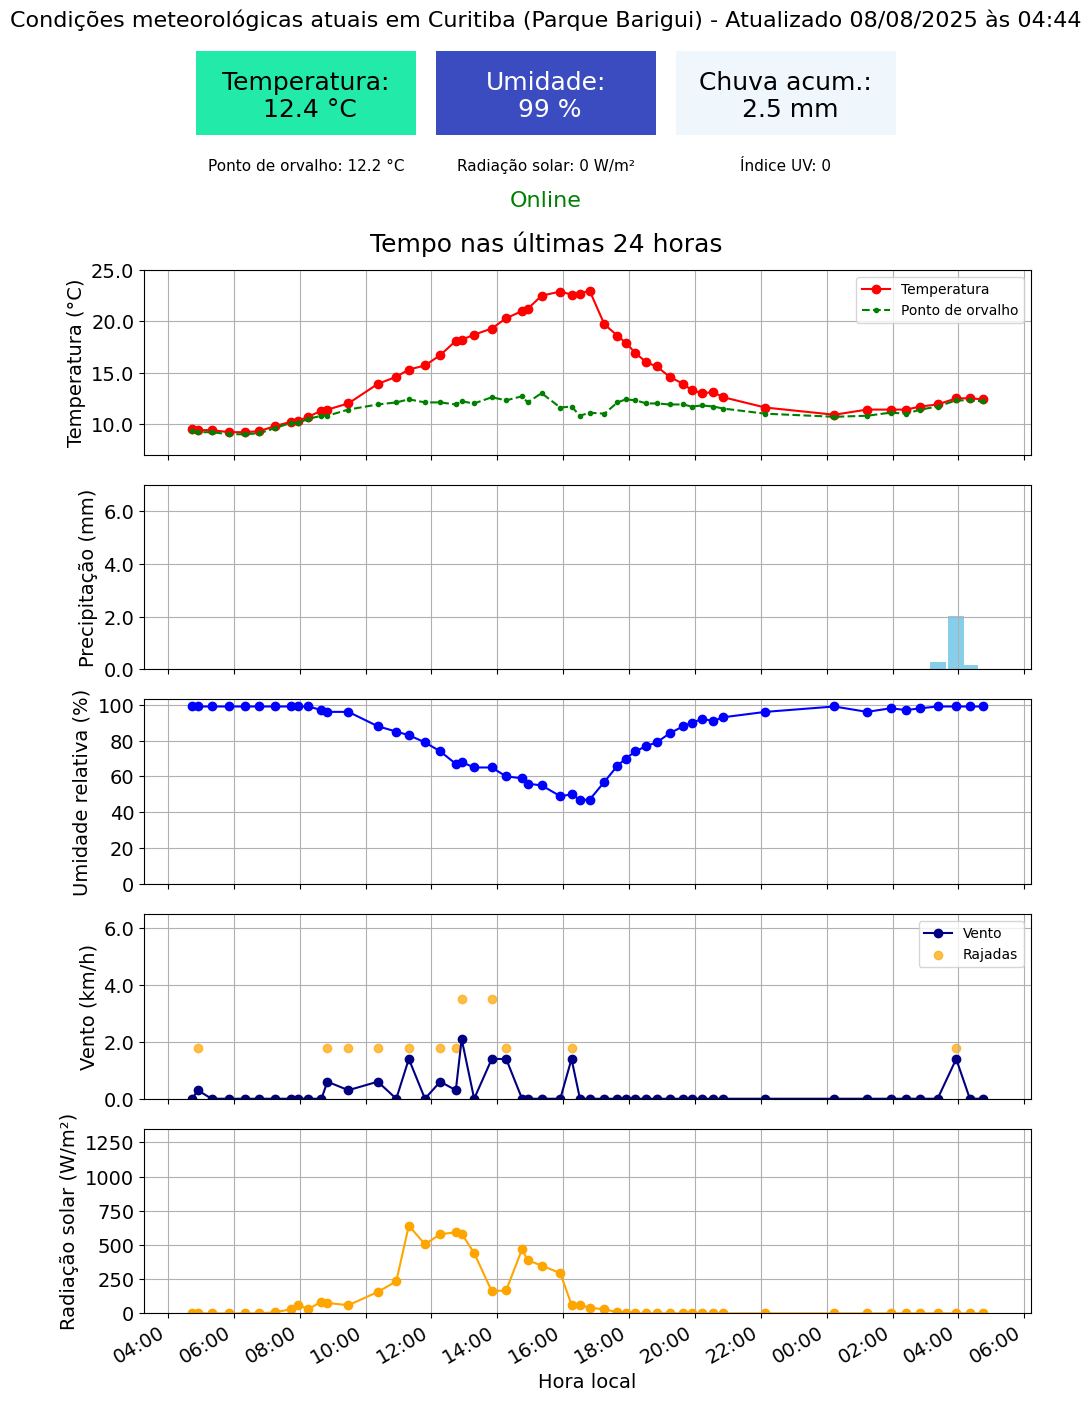 Condições meteorológicas atuais em Curitiba (Parque Barigui) - Atualizado 08/08/2025 às 04:44
Temperatura:
12.4 °C
Umidade:
99 %
Chuva acum.:
2.5 mm
Ponto de orvalho: 12.2 °C
Radiação solar: 0 W/m²
Índice UV: 0
Online
Tempo nas últimas 24 horas
Temperatura (°C)
25.0
20.0
15.0
10.0
Temperatura
Ponto de orvalho
Precipitação (mm)
6.0
4.0
2.0
0.0
Umidade relativa (%)
100
80
60
40
20
0
Vento (km/h)
6.0
4.0
2.0
0.0
Vento
Rajadas
Radiação solar (W/m²)
1250
1000
750
500
250
0
04:00
06:00
08:00
10:00
12:00
14:00
16:00
18:00
20:00
22:00
00:00
02:00
04:00
06:00
Hora local